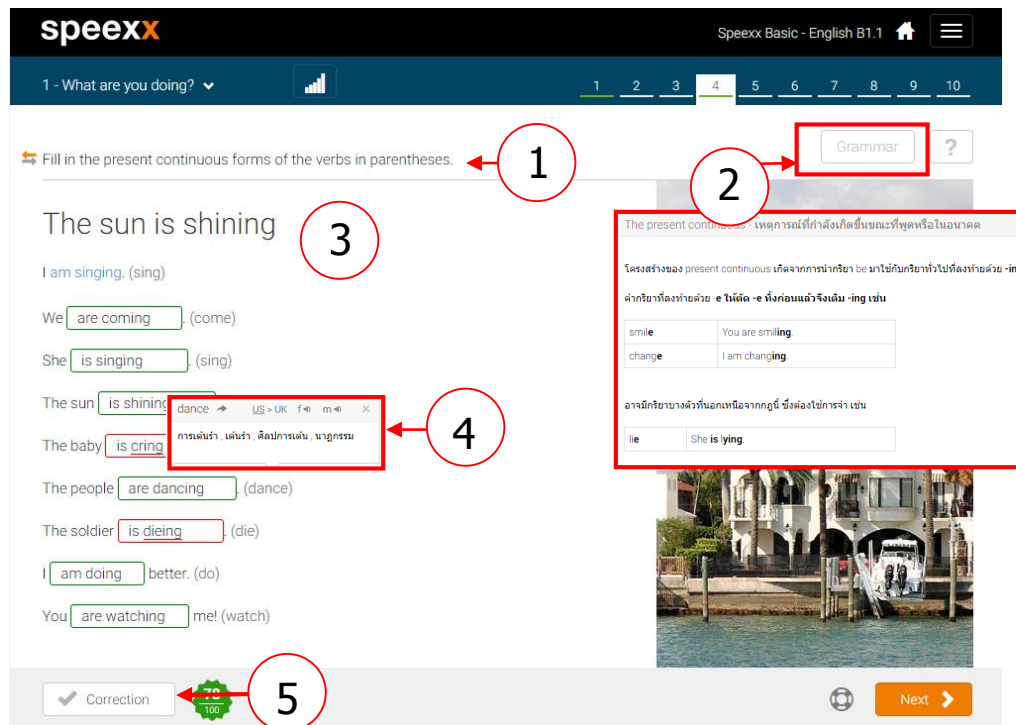 speexx
Speexx Basic - English B1.1
1 - What are you doing?
1 2 3 4 5 6 7 8 9 10
Fill in the present continuous forms of the verbs in parentheses.
1
Grammar
?
2
The sun is shining
3
I am singing. (sing)
We are coming . (come)
She is singing . (sing)
The sun is shining
The baby is cring
The people are dancing . (dance)
The soldier is dieing . (die)
I am doing better. (do)
You are watching me! (watch)
dance US > UK f m ×
การเต้นรำ , เต้นรำ , ศิลปการเต้น , นาฏกรรม
4
The present continuous - เหตุการณ์ที่กำลังเกิดขึ้นขณะที่พูดหรือในอนาคต
โครงสร้างของ present continuous เกิดจากการนำกริยา be มาใช้กับกริยาทั่วไปที่ลงท้ายด้วย -in
คำกริยาที่ลงท้ายด้วย -e ให้ตัด -e ทิ้งก่อนแล้วจึงเติม -ing เช่น
smile You are smiling.
change I am changing.
อาจมีกริยาบางตัวที่นอกเหนือจากกฎนี้ ซึ่งต้องใช้การจำ เช่น
lie She is lying.
Correction
78
100
5
Next